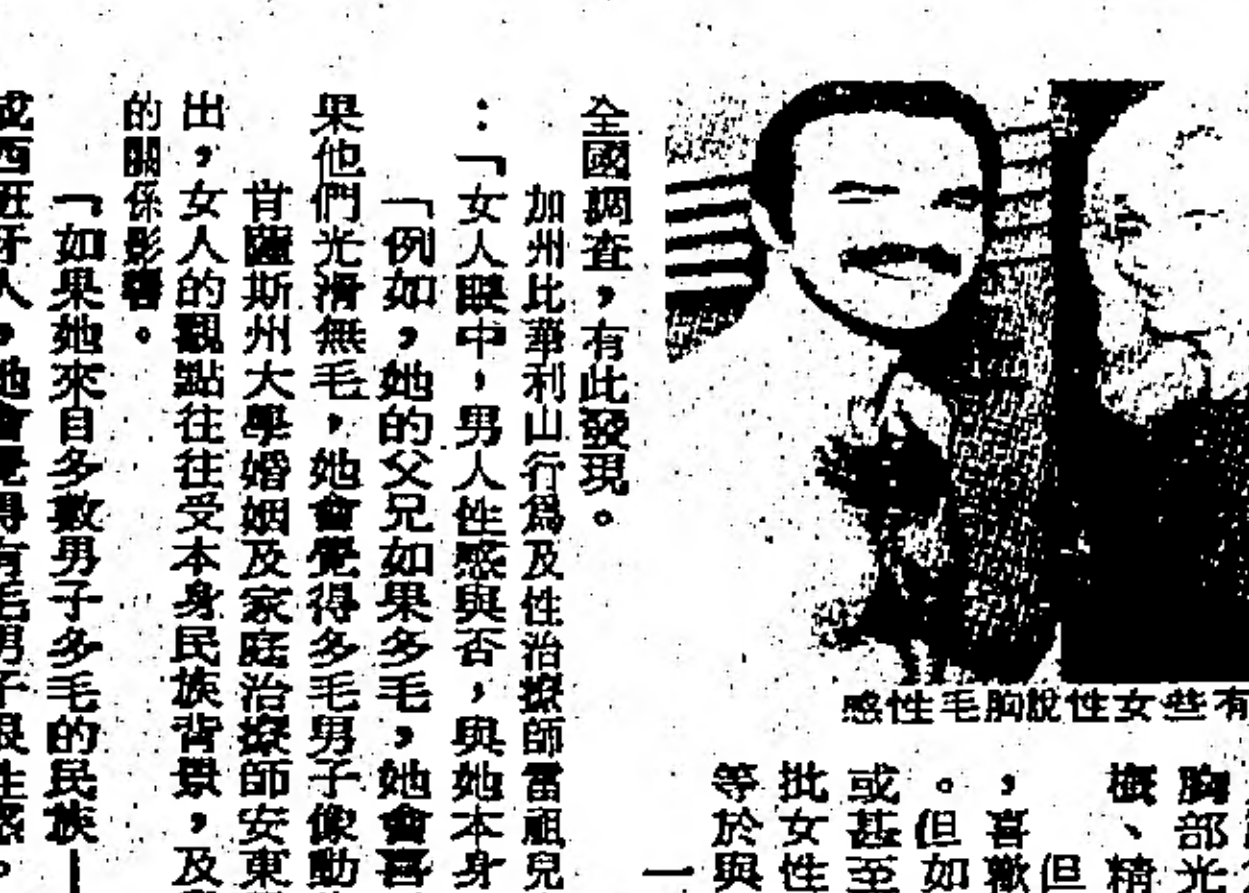 有些女性說胸毛性感
胸部光
概、精
但
，喜歡
。但如
或甚至
批女性
等於與
一
全國調查，有此發現。
加州比華利山行爲及性治療師雷祖兒
：「女人眼中，男人性感與否，與她本身
「例如，她的父兄如果多毛，她會喜
果他們光滑無毛，她會覺得多毛男子像動
肯薩斯州大學婚姻及家庭治療師安東
出，女人的觀點往往受本身民族背景，及
的關係影響。
「如果她來自多數男子多毛的民族—
成西班牙人，她會覺得有毛男子很性感。